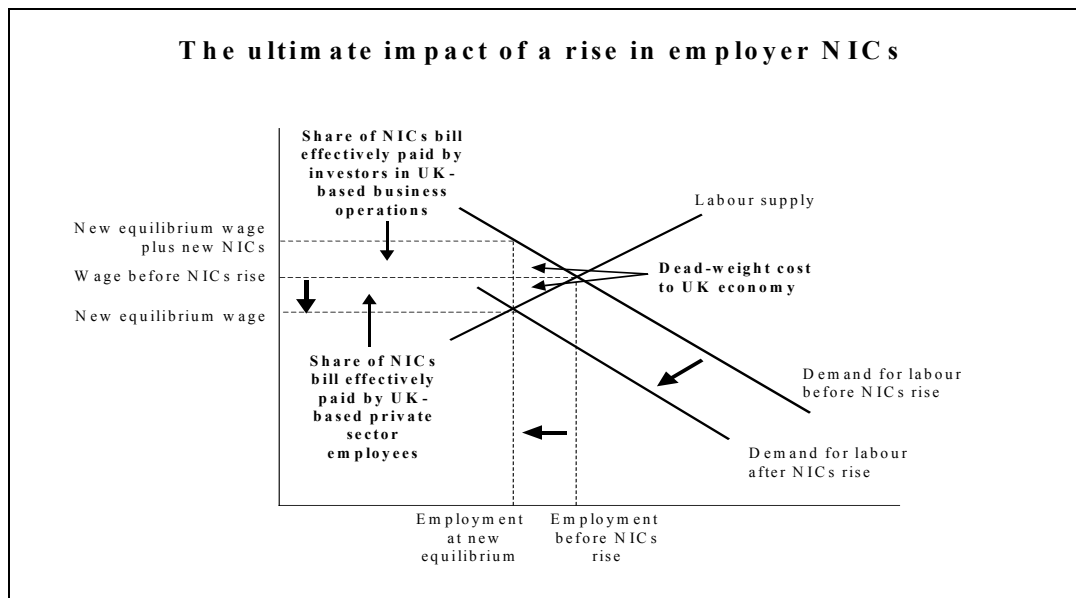 The ultimate impact of a rise in employer NICs
Share of NICs bill
effectively paid by
investors in UK-
based business
operations
Labour supply
New equilibrium wage
plus new NICs
Wage before NICs rise
Dead-weight cost
to UK economy
New equilibrium wage
Share of NICs
bill effectively
paid by UK-
based private
sector
employees
Demand for labour
before NICs rise
Demand for labour
after NICs rise
Employment
at new
equilibrium
Employment
before NICs
rise